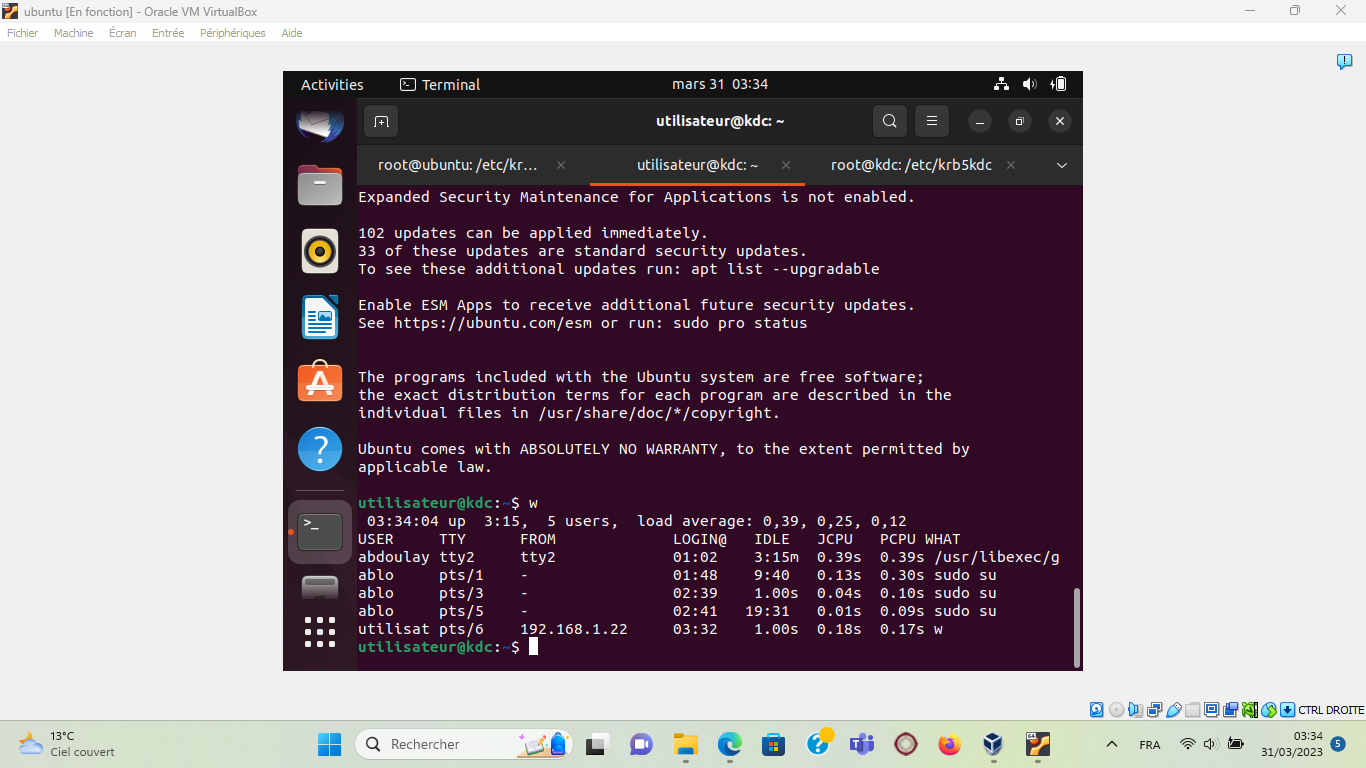 ubuntu [En fonction] - Oracle VM VirtualBox
Fichier Machine Écran Entrée Périphériques Aide
Activities Terminal mars 31 03:34
utilisateur@kdc: ~
root@ubuntu: /etc/kr... × utilisateur@kdc: ~ × root@kdc: /etc/krb5kdc ×
Expanded Security Maintenance for Applications is not enabled.
102 updates can be applied immediately.
33 of these updates are standard security updates.
To see these additional updates run: apt list --upgradable
Enable ESM Apps to receive additional future security updates.
See https://ubuntu.com/esm or run: sudo pro status
The programs included with the Ubuntu system are free software;
the exact distribution terms for each program are described in the
individual files in /usr/share/doc/*/copyright.
Ubuntu comes with ABSOLUTELY NO WARRANTY, to the extent permitted by
applicable law.
utilisateur@kdc:~$ w
03:34:04 up  3:15,  5 users,  load average: 0,39, 0,25, 0,12
USER     TTY      FROM             LOGIN@   IDLE   JCPU   PCPU WHAT
abdoulay tty2     tty2             01:02    3:15m  0.39s  0.39s /usr/libexec/g
ablo     pts/1    -                01:48    9:40   0.13s  0.30s sudo su
ablo     pts/3    -                02:39    1.00s  0.04s  0.10s sudo su
ablo     pts/5    -                02:41   19:31   0.01s  0.09s sudo su
utilisat pts/6    192.168.1.22     03:32    1.00s  0.18s  0.17s w
utilisateur@kdc:~$
CTRL DROITE
13°C
Ciel couvert
Rechercher
FRA
03:34
31/03/2023
5